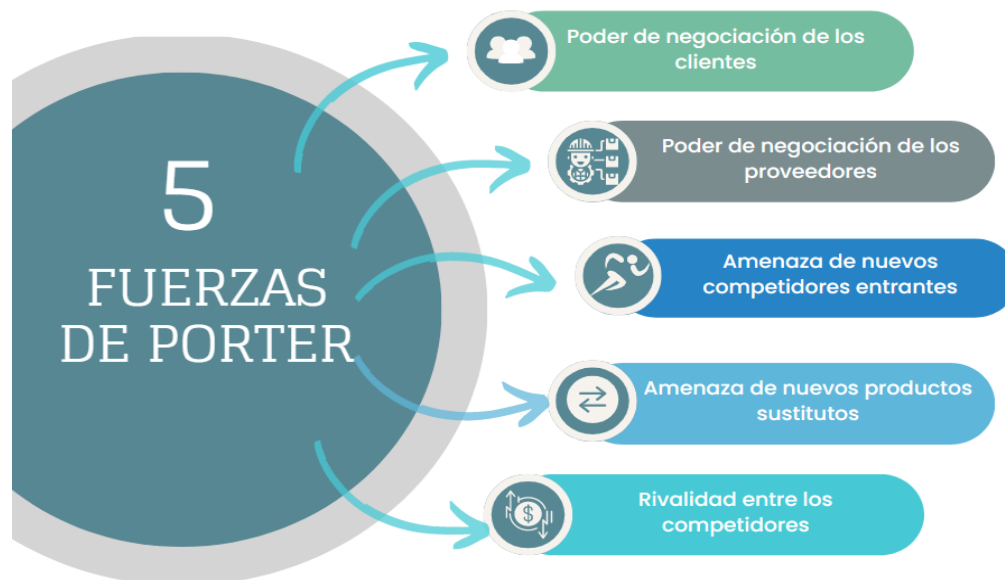 5
FUERZAS
DE PORTER
Poder de negociación de los
clientes
Poder de negociación de los
proveedores
Amenaza de nuevos
competidores entrantes
Amenaza de nuevos productos
sustitutos
Rivalidad entre los
competidores
$